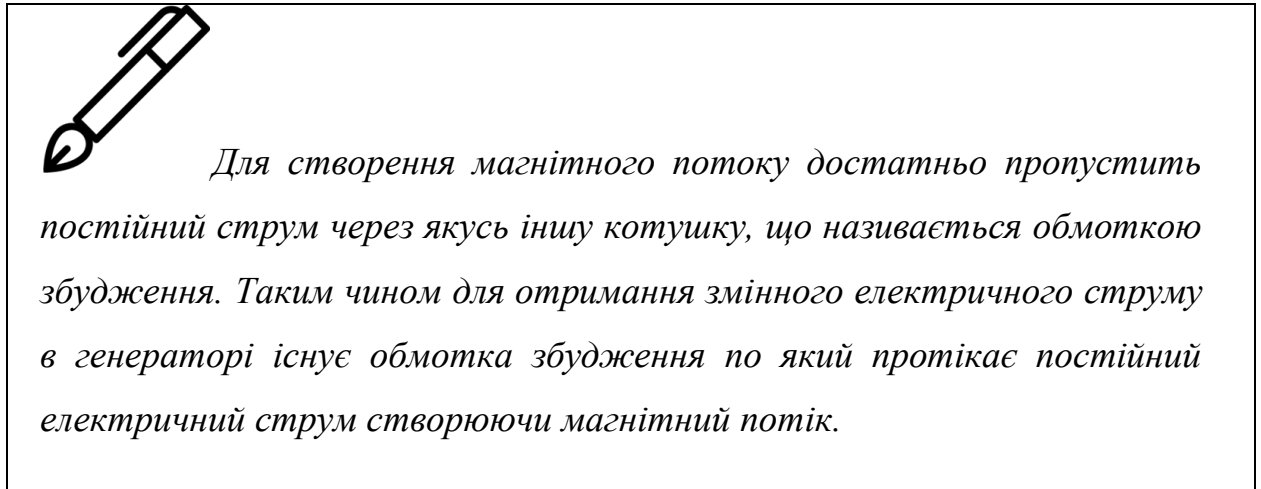 Для створення магнітного потоку достатньо пропустить
постійний струм через якусь іншу котушку, що називається обмоткою
збудження. Таким чином для отримання змінного електричного струму
в генераторі існує обмотка збудження по який протікає постійний
електричний струм створюючи магнітний потік.